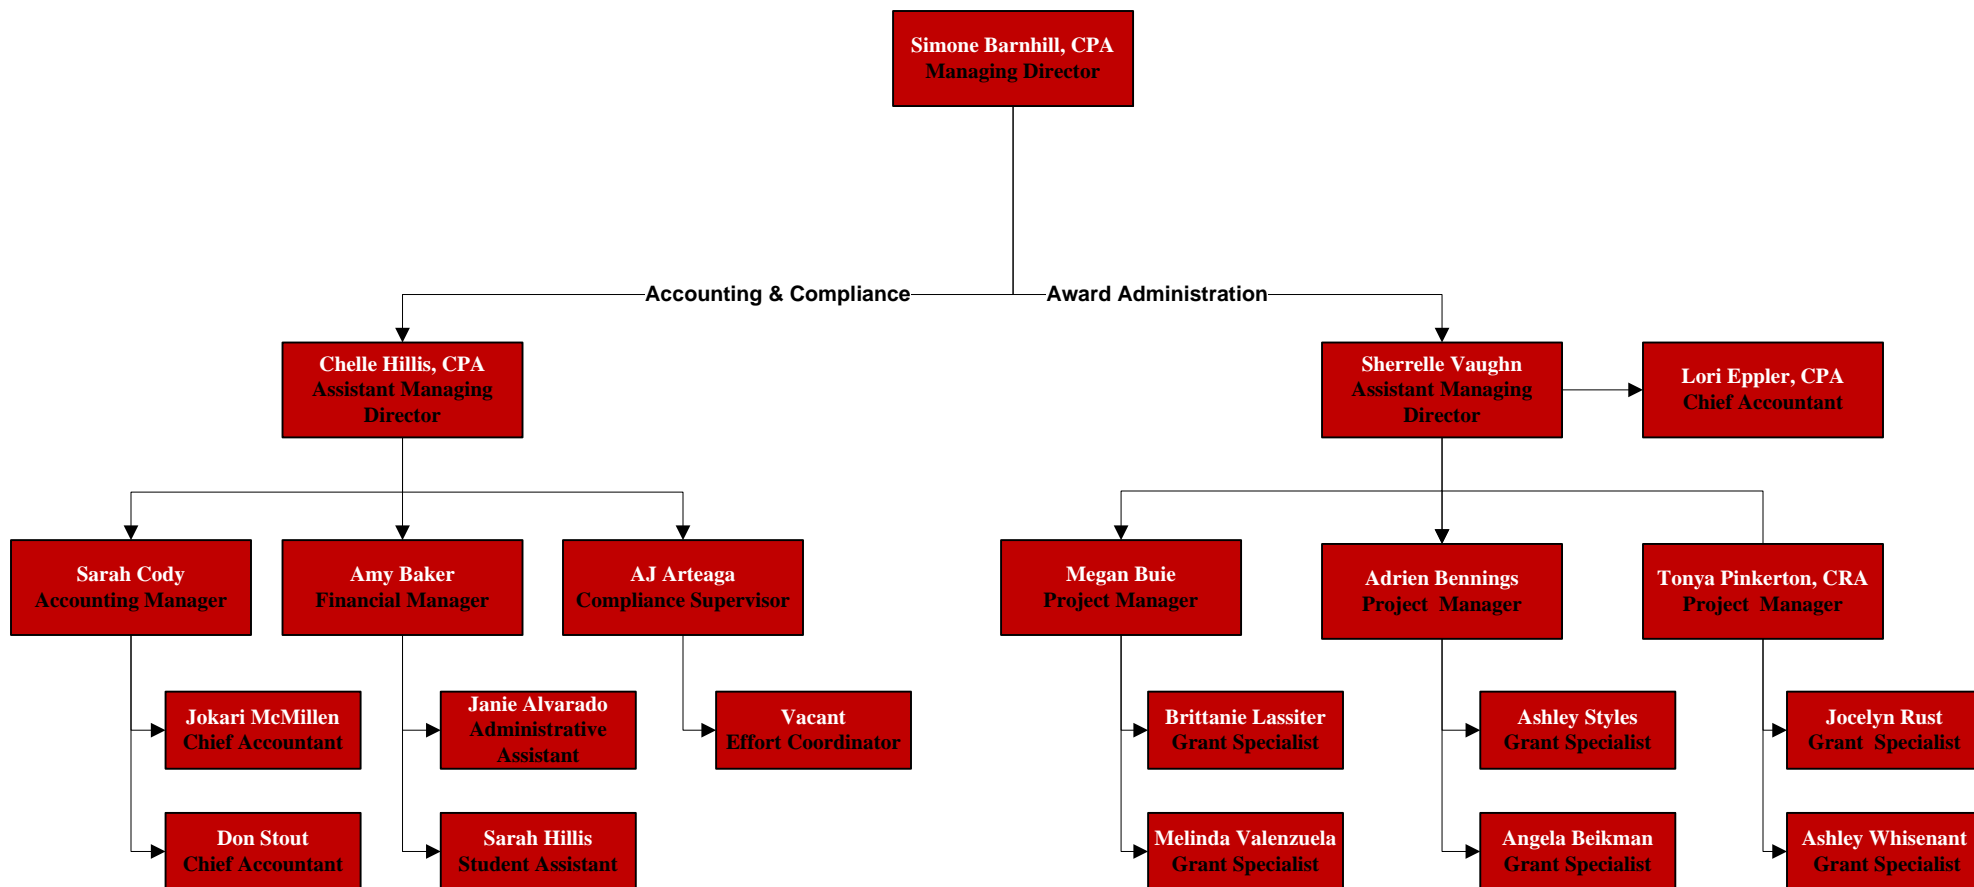 Simone Barnhill, CPA
Managing Director
Accounting & Compliance
Award Administration
Chelle Hillis, CPA
Assistant Managing
Director
Sherrelle Vaughn
Assistant Managing
Director
Lori Eppler, CPA
Chief Accountant
Sarah Cody
Accounting Manager
Amy Baker
Financial Manager
AJ Arteaga
Compliance Supervisor
Megan Buie
Project Manager
Adrien Bennings
Project  Manager
Tonya Pinkerton, CRA
Project  Manager
Jokari McMillen
Chief Accountant
Janie Alvarado
Administrative
Assistant
Vacant
Effort Coordinator
Brittanie Lassiter
Grant Specialist
Ashley Styles
Grant Specialist
Jocelyn Rust
Grant  Specialist
Don Stout
Chief Accountant
Sarah Hillis
Student Assistant
Melinda Valenzuela
Grant Specialist
Angela Beikman
Grant Specialist
Ashley Whisenant
Grant Specialist